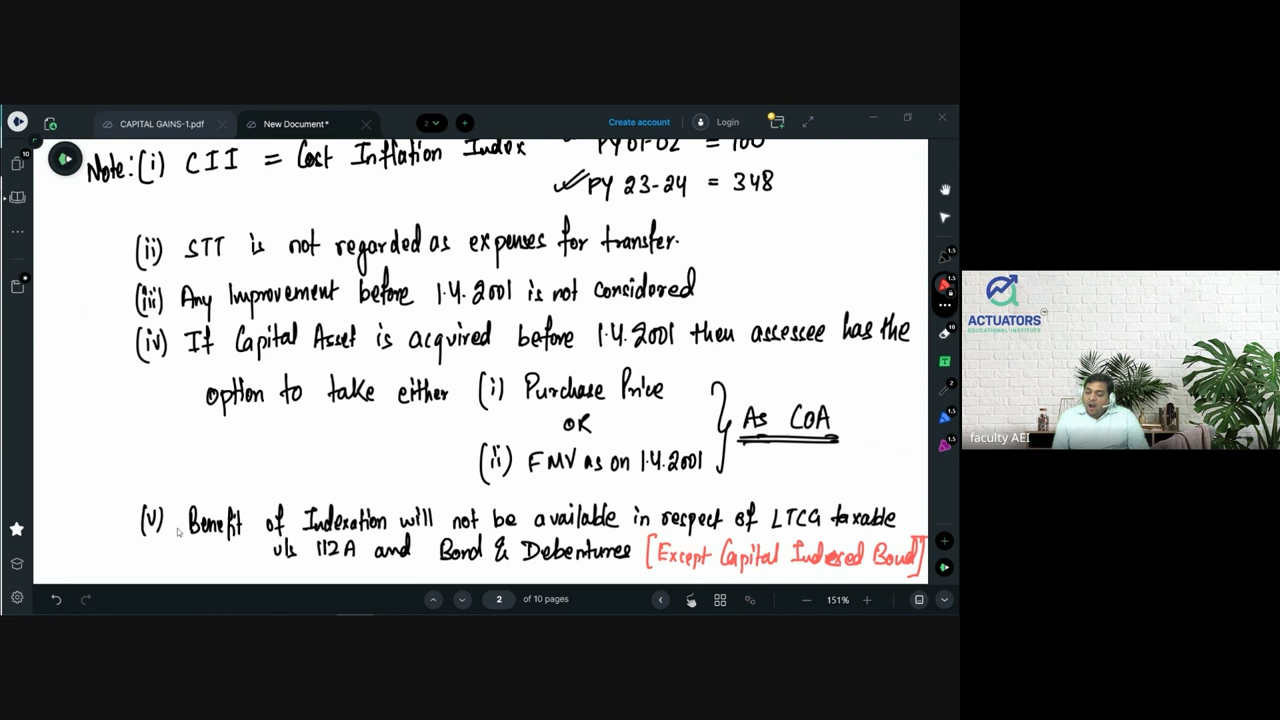 CAPITAL GAINS-1.pdf
New Document*
2
Create account
Login
Note: (i) CII = Cost Inflation Index PY 01-02 = 100
PY 23-24 = 348
(ii) STT is not regarded as expenses for transfer.
(iii) Any Improvement before 1.4.2001 is not considered
(iv) If Capital Asset is acquired before 1.4.2001 then assessee has the
option to take either (i) Purchase Price
OR
As COA
(ii) FMV as on 1.4.2001
(v) Benefit of Indexation will not be available in respect of LTCG taxable
u/s 112A and Bond & Debentures [Except Capital Indexed Bond]
2 of 10 pages
151%
ACTUATORS
EDUCATIONAL INSTITUTE
faculty AEI